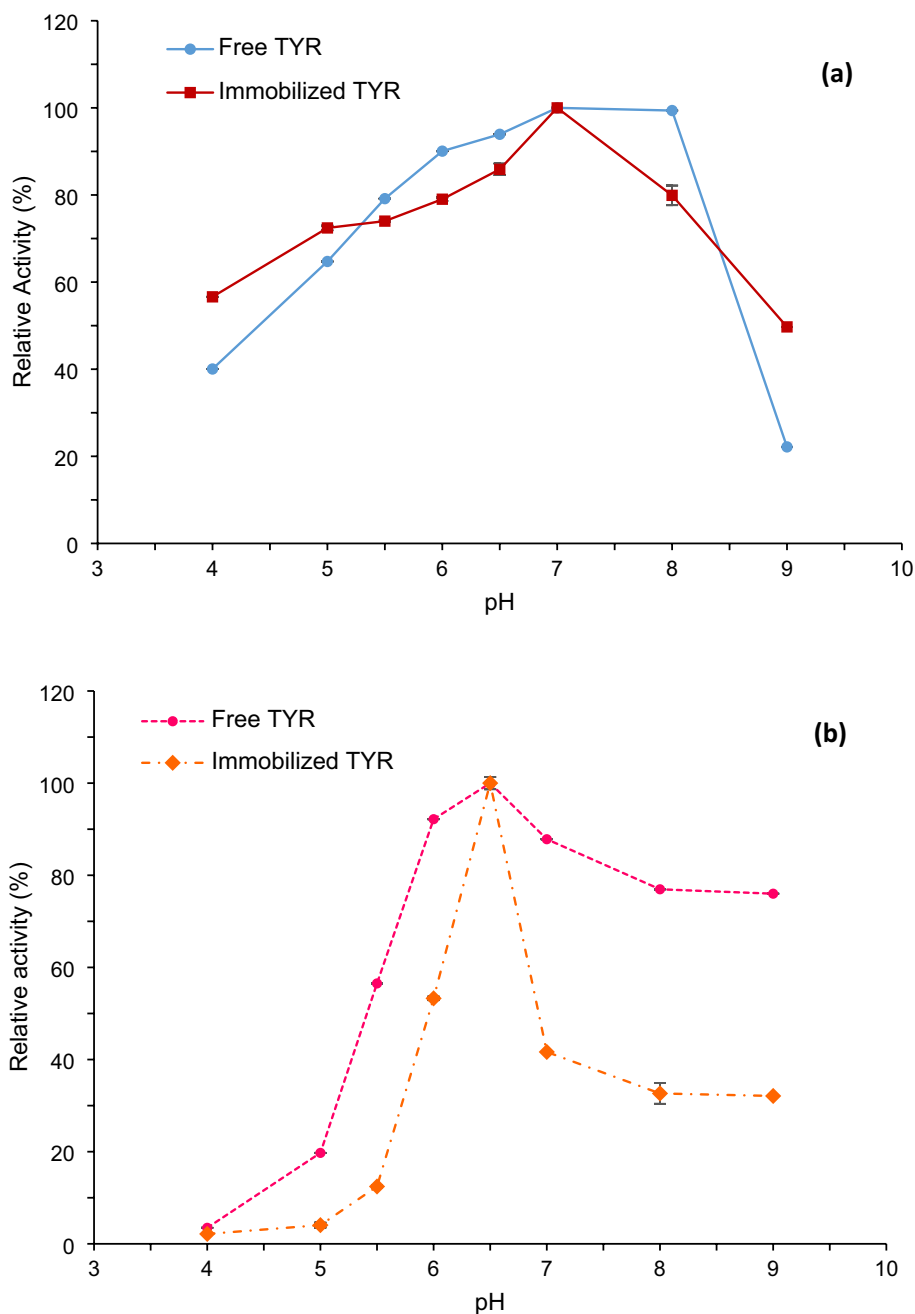 120
Free TYR
(a)
Immobilized TYR
100
80
60
40
20
0
Relative Activity (%)
3 4 5 6 7 8 9 10
pH
120
Free TYR
(b)
Immobilized TYR
100
80
60
40
20
0
Relative activity (%)
3 4 5 6 7 8 9 10
pH